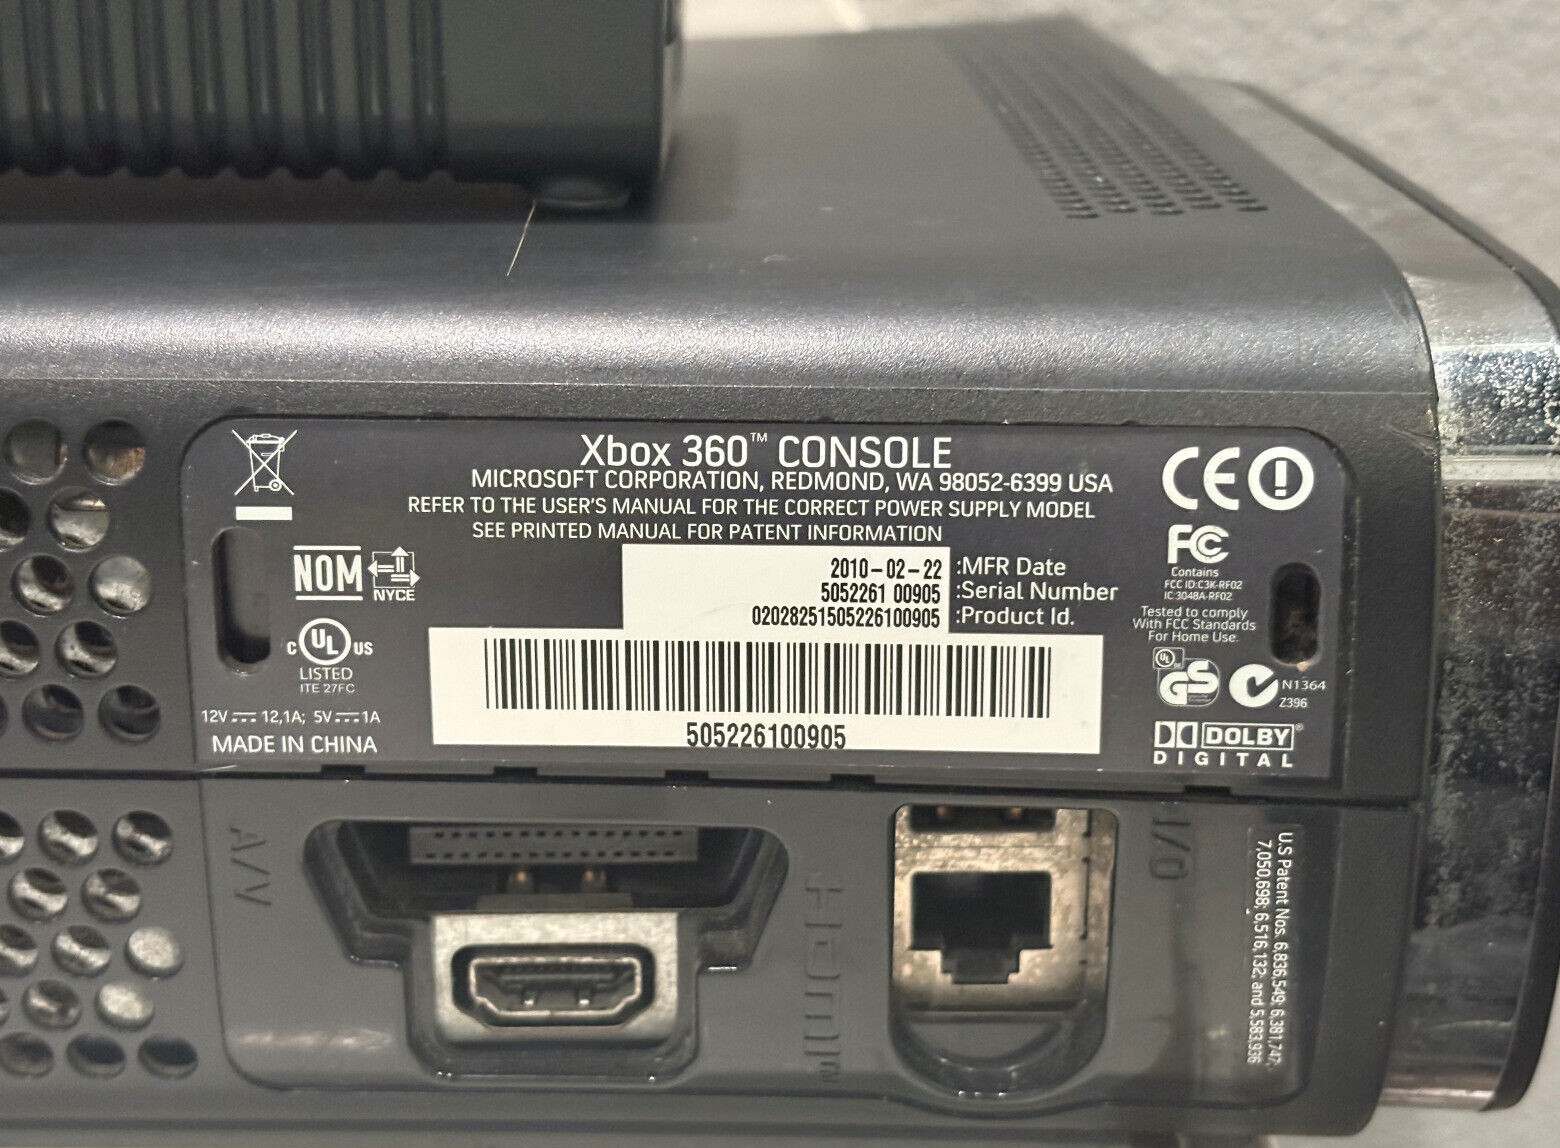 Xbox 360™ CONSOLE
MICROSOFT CORPORATION, REDMOND, WA 98052-6399 USA
REFER TO THE USER'S MANUAL FOR THE CORRECT POWER SUPPLY MODEL
SEE PRINTED MANUAL FOR PATENT INFORMATION
2010-02-22 :MFR Date
5052261 00905 :Serial Number
02028251505226100905 :Product Id.
505226100905
NOM
NYCE
C UL US
LISTED
ITE 27FC
12V⎓12,1A; 5V⎓1A
MADE IN CHINA
CE
FC
Contains
FCC ID:C3K-RF02
IC:3048A-RF02
Tested to comply
With FCC Standards
For Home Use.
UL
GS
N1364
Z396
DOLBY®
DIGITAL
A/V
HDMI™
I/O
U.S Patent Nos. 6,836,549; 6,381,747;
7,050,698; 6,516,132; and 5,583,936